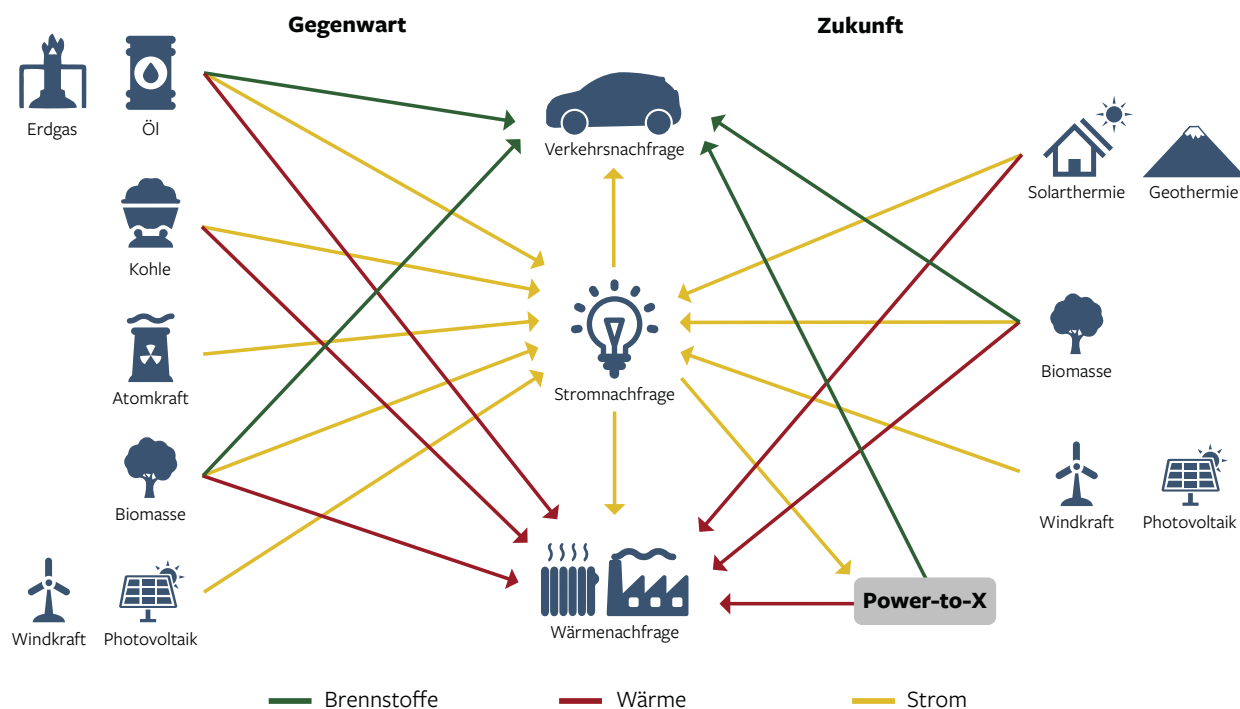 Gegenwart
Zukunft
Erdgas
Öl
Verkehrsnachfrage
Solarthermie
Geothermie
Kohle
Atomkraft
Stromnachfrage
Biomasse
Biomasse
Windkraft
Photovoltaik
Windkraft
Photovoltaik
Wärmenachfrage
Power-to-X
Brennstoffe
Wärme
Strom